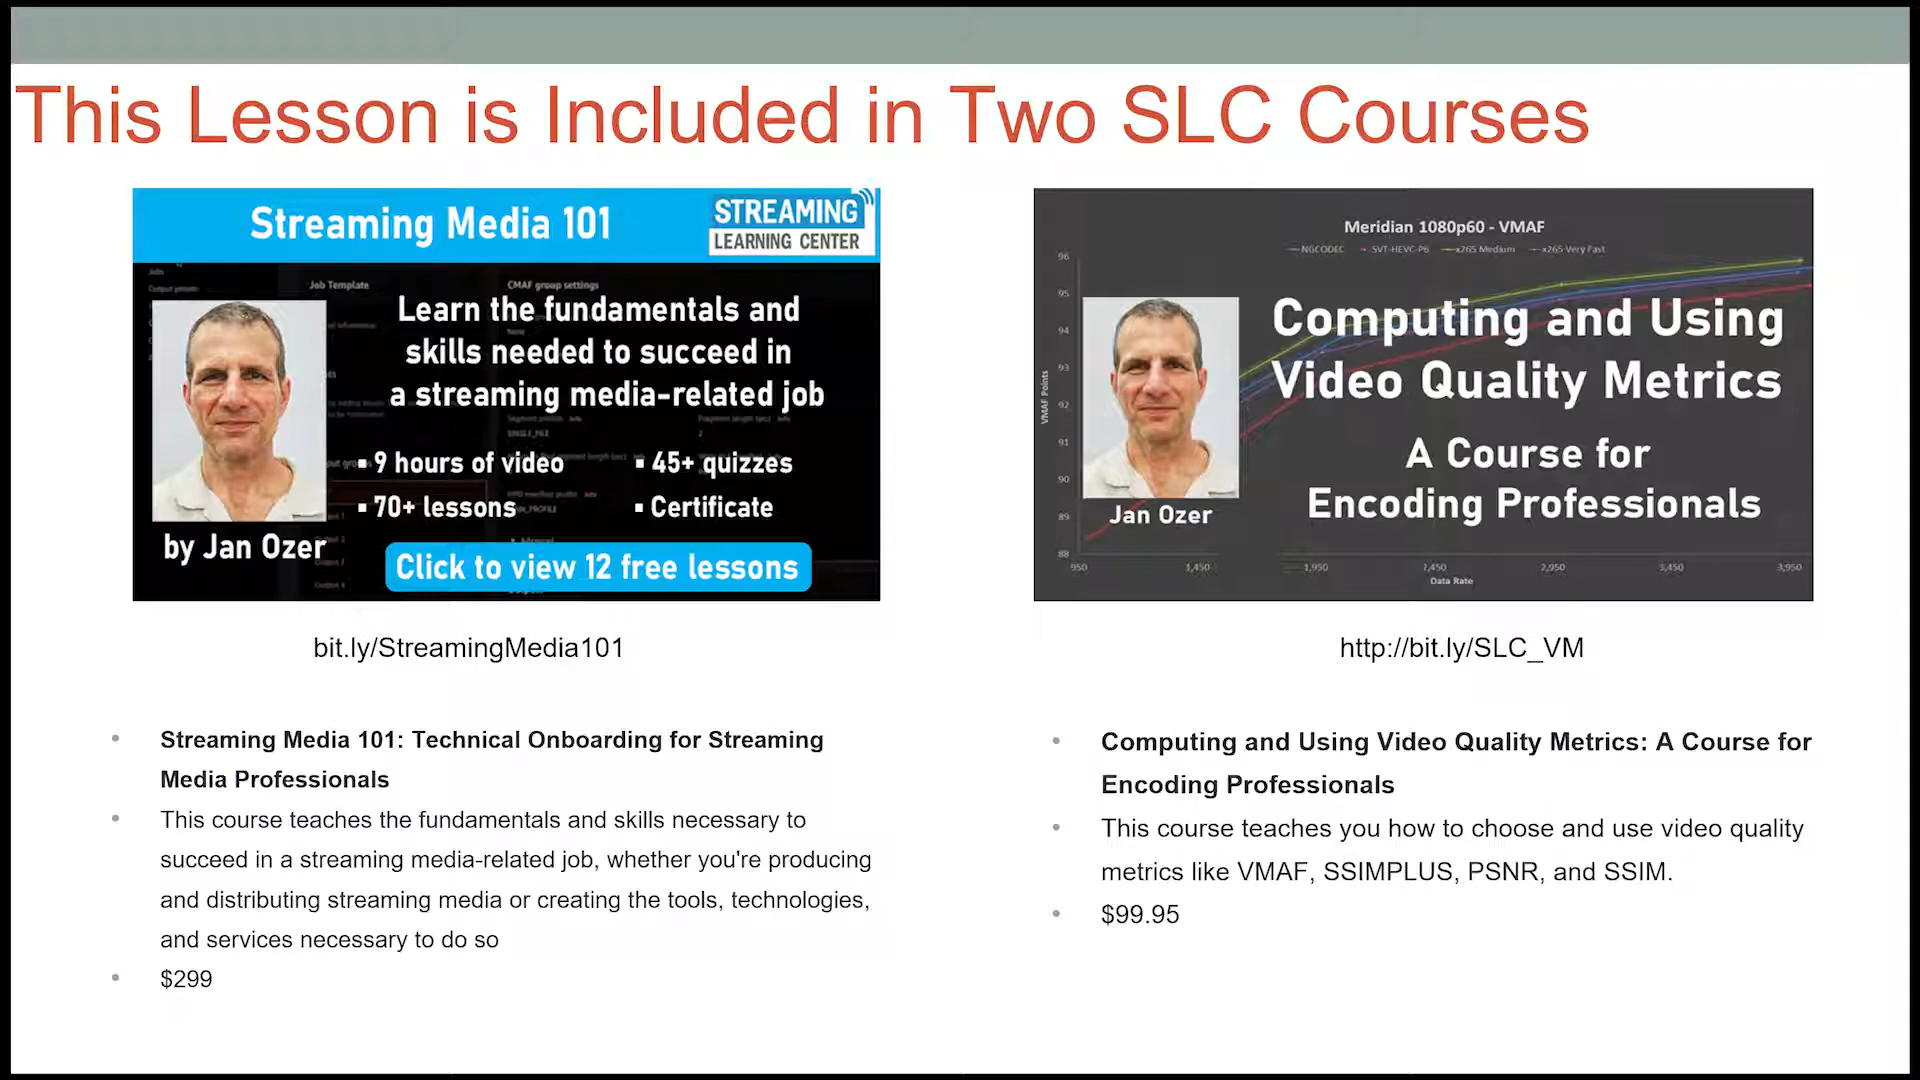 This Lesson is Included in Two SLC Courses
Streaming Media 101
STREAMING
LEARNING CENTER
Job Template
CMAF group settings
Learn the fundamentals and
skills needed to succeed in
a streaming media-related job
▪ 9 hours of video
▪ 45+ quizzes
▪ 70+ lessons
▪ Certificate
by Jan Ozer
Click to view 12 free lessons
bit.ly/StreamingMedia101
• Streaming Media 101: Technical Onboarding for Streaming
Media Professionals
• This course teaches the fundamentals and skills necessary to
succeed in a streaming media-related job, whether you're producing
and distributing streaming media or creating the tools, technologies,
and services necessary to do so
• $299
Meridian 1080p60 - VMAF
NGCODEC SVT-HEVC-P6 x265 Medium x265 Very Fast
96
95
94
93
92
91
90
89
88
VMAF Points
Computing and Using
Video Quality Metrics
A Course for
Encoding Professionals
Jan Ozer
950 1,450 1,950 2,450 2,950 3,450 3,950
Data Rate
http://bit.ly/SLC_VM
• Computing and Using Video Quality Metrics: A Course for
Encoding Professionals
• This course teaches you how to choose and use video quality
metrics like VMAF, SSIMPLUS, PSNR, and SSIM.
• $99.95